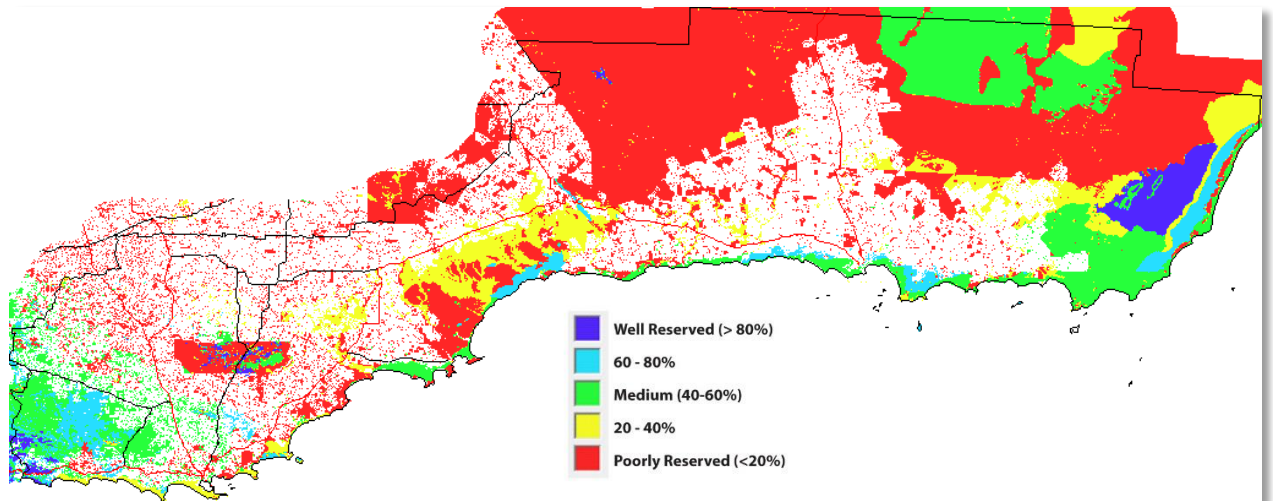 Well Reserved (> 80%)
60 - 80%
Medium (40-60%)
20 - 40%
Poorly Reserved (<20%)